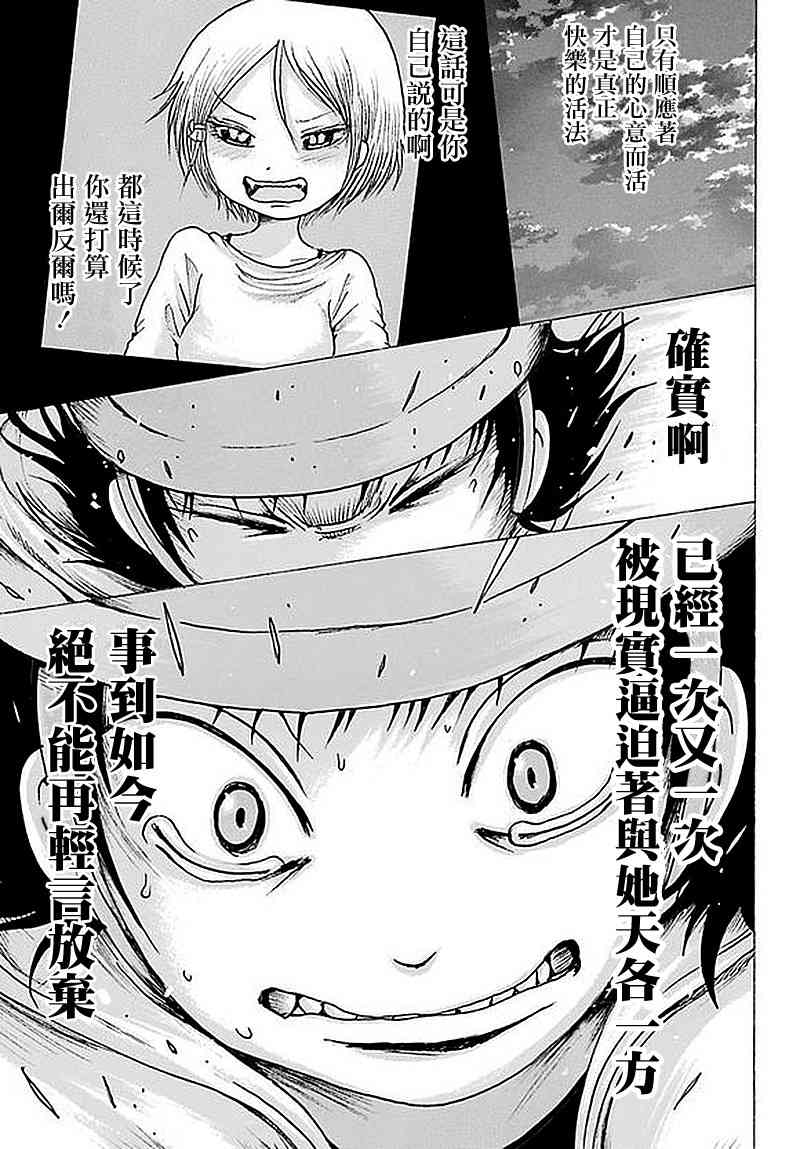 只有順應著
自己的心意而活
才是真正
快樂的活法
這話可是你
自己說的啊
都這時候了
你還打算
出爾反爾嗎！
確實啊
已經一次又一次
被現實逼迫著與她天各一方
事到如今
絕不能再輕言放棄